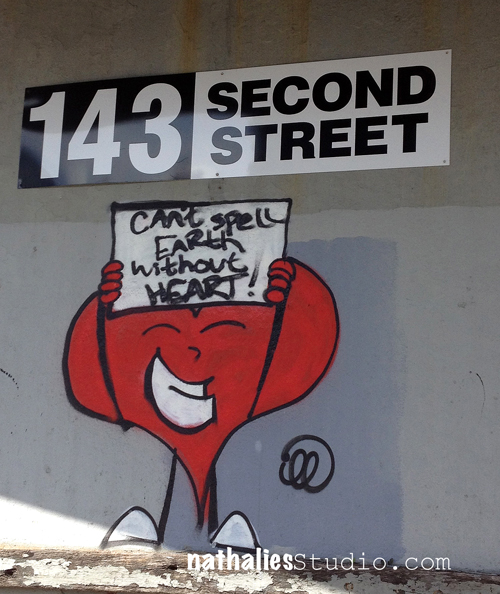 143 SECOND
STREET
CAN't spell
EaRth
without
HEART!
nathaliesStudio.com